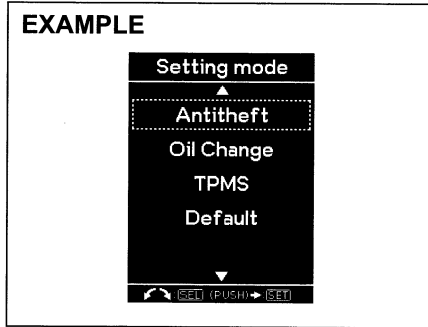 EXAMPLE
Setting mode
Antitheft
Oil Change
TPMS
Default
:SEL (PUSH)➔:SET